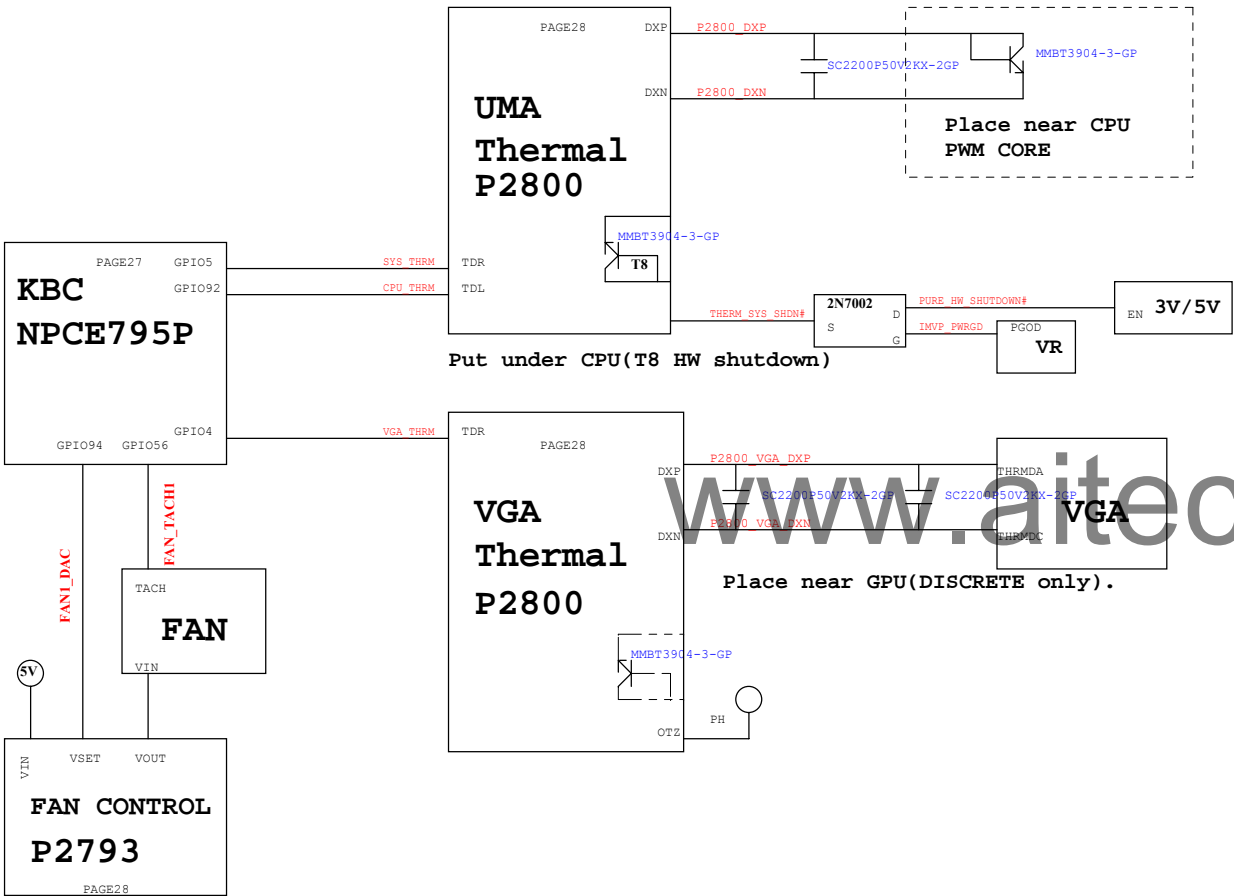 PAGE28
DXP
P2800_DXP
SC2200P50V2KX-2GP
MMBT3904-3-GP
DXN
P2800_DXN
UMA
Thermal
P2800
Place near CPU
PWM CORE
MMBT3904-3-GP
T8
PAGE27
GPIO5
SYS_THRM
TDR
KBC
NPCE795P
GPIO92
CPU_THRM
TDL
THERM_SYS_SHDN#
2N7002
S
D
G
PURE_HW_SHUTDOWN#
IMVP_PWRGD
EN
3V/5V
PGOD
VR
Put under CPU(T8 HW shutdown)
GPIO94
GPIO56
GPIO4
VGA_THRM
TDR
PAGE28
DXP
P2800_VGA_DXP
THRMDA
SC2200P50V2KX-2GP
SC2200P50V2KX-2GP
VGA
DXN
P2800_VGA_DXN
THRMDC
www.aitec
VGA
Thermal
P2800
Place near GPU(DISCRETE only).
FAN1_DAC
FAN_TACH1
TACH
FAN
VIN
MMBT3904-3-GP
OTZ
PH
5V
VIN
VSET
VOUT
FAN CONTROL
P2793
PAGE28